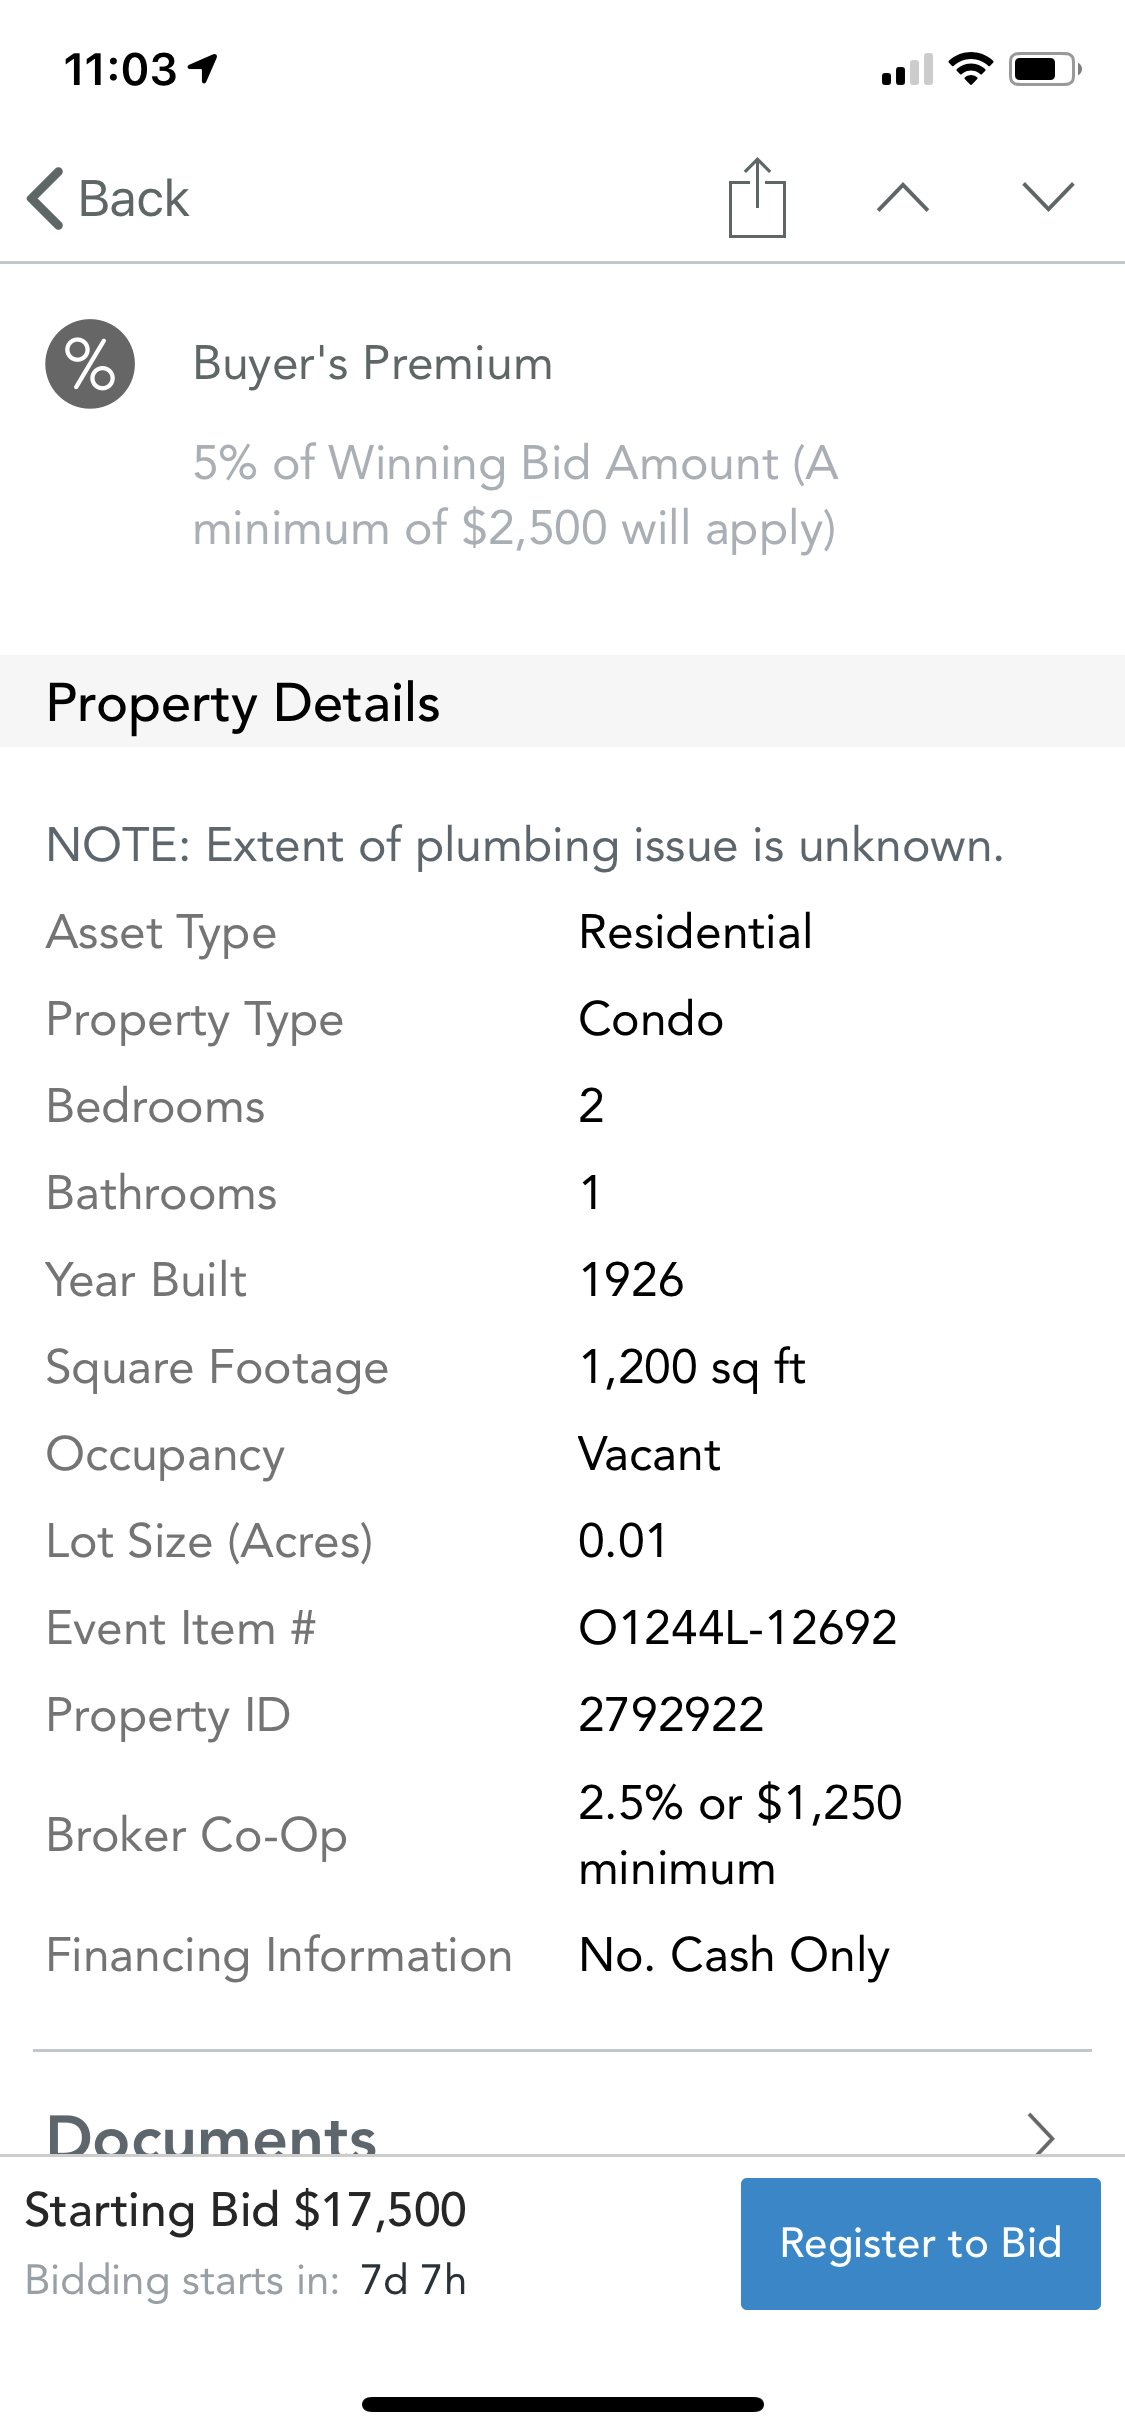 11:03
Back
%
Buyer's Premium
5% of Winning Bid Amount (A
minimum of $2,500 will apply)
Property Details
NOTE: Extent of plumbing issue is unknown.
Asset Type Residential
Property Type Condo
Bedrooms 2
Bathrooms 1
Year Built 1926
Square Footage 1,200 sq ft
Occupancy Vacant
Lot Size (Acres) 0.01
Event Item # O1244L-12692
Property ID 2792922
Broker Co-Op 2.5% or $1,250
minimum
Financing Information No. Cash Only
Documents
Starting Bid $17,500
Bidding starts in: 7d 7h
Register to Bid